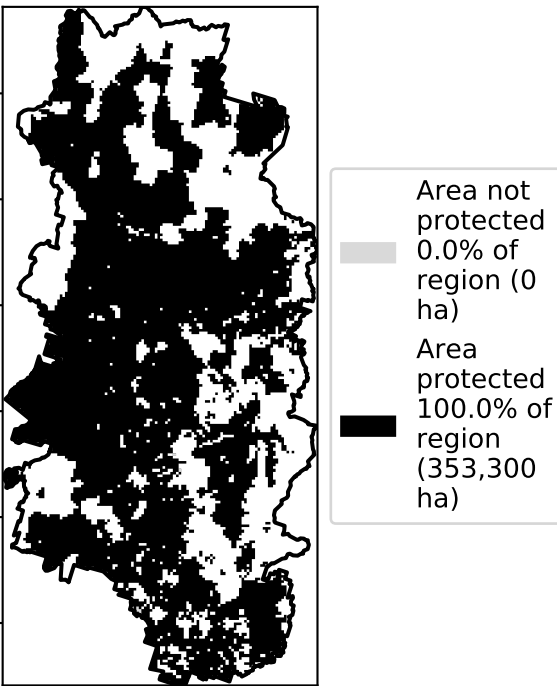 Area not
protected
0.0% of
region (0
ha)
Area
protected
100.0% of
region
(353,300
ha)